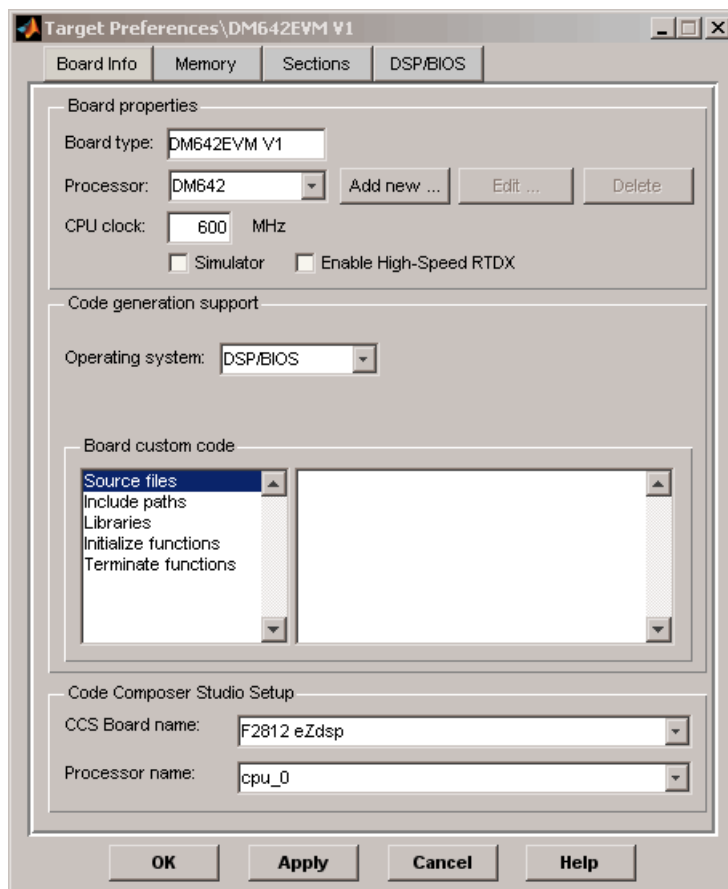 Target Preferences\DM642EVM V1
Board Info Memory Sections DSP/BIOS
Board properties
Board type: DM642EVM V1
Processor: DM642 Add new ... Edit ... Delete
CPU clock: 600 MHz
Simulator Enable High-Speed RTDX
Code generation support
Operating system: DSP/BIOS
Board custom code
Source files
Include paths
Libraries
Initialize functions
Terminate functions
Code Composer Studio Setup
CCS Board name: F2812 eZdsp
Processor name: cpu_0
OK Apply Cancel Help